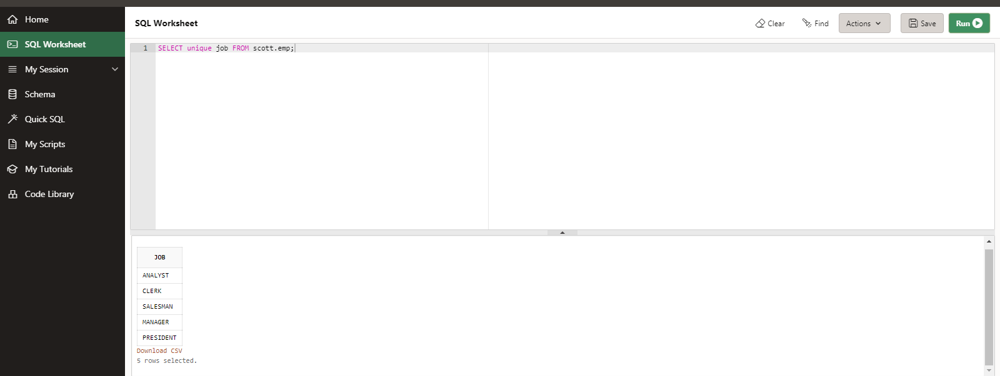 Home
SQL Worksheet
My Session
Schema
Quick SQL
My Scripts
My Tutorials
Code Library
SQL Worksheet
Clear
Find
Actions
Save
Run
1 SELECT unique job FROM scott.emp;
JOB
ANALYST
CLERK
SALESMAN
MANAGER
PRESIDENT
Download CSV
5 rows selected.